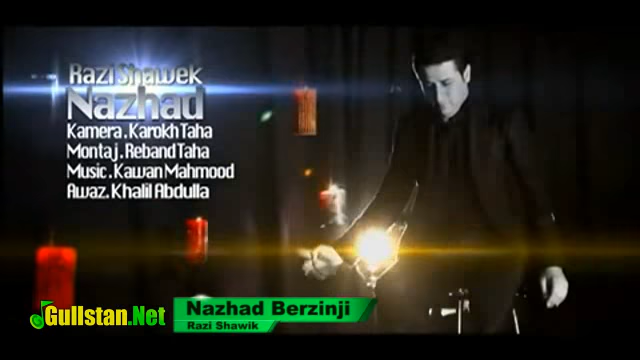 Razi Shawek
Nazhad
Kamera . Karokh Taha
Montaj . Reband Taha
Music . Kawan Mahmood
Awaz. Khalil Abdulla
Gullstan.Net
Nazhad Berzinji
Razi Shawik